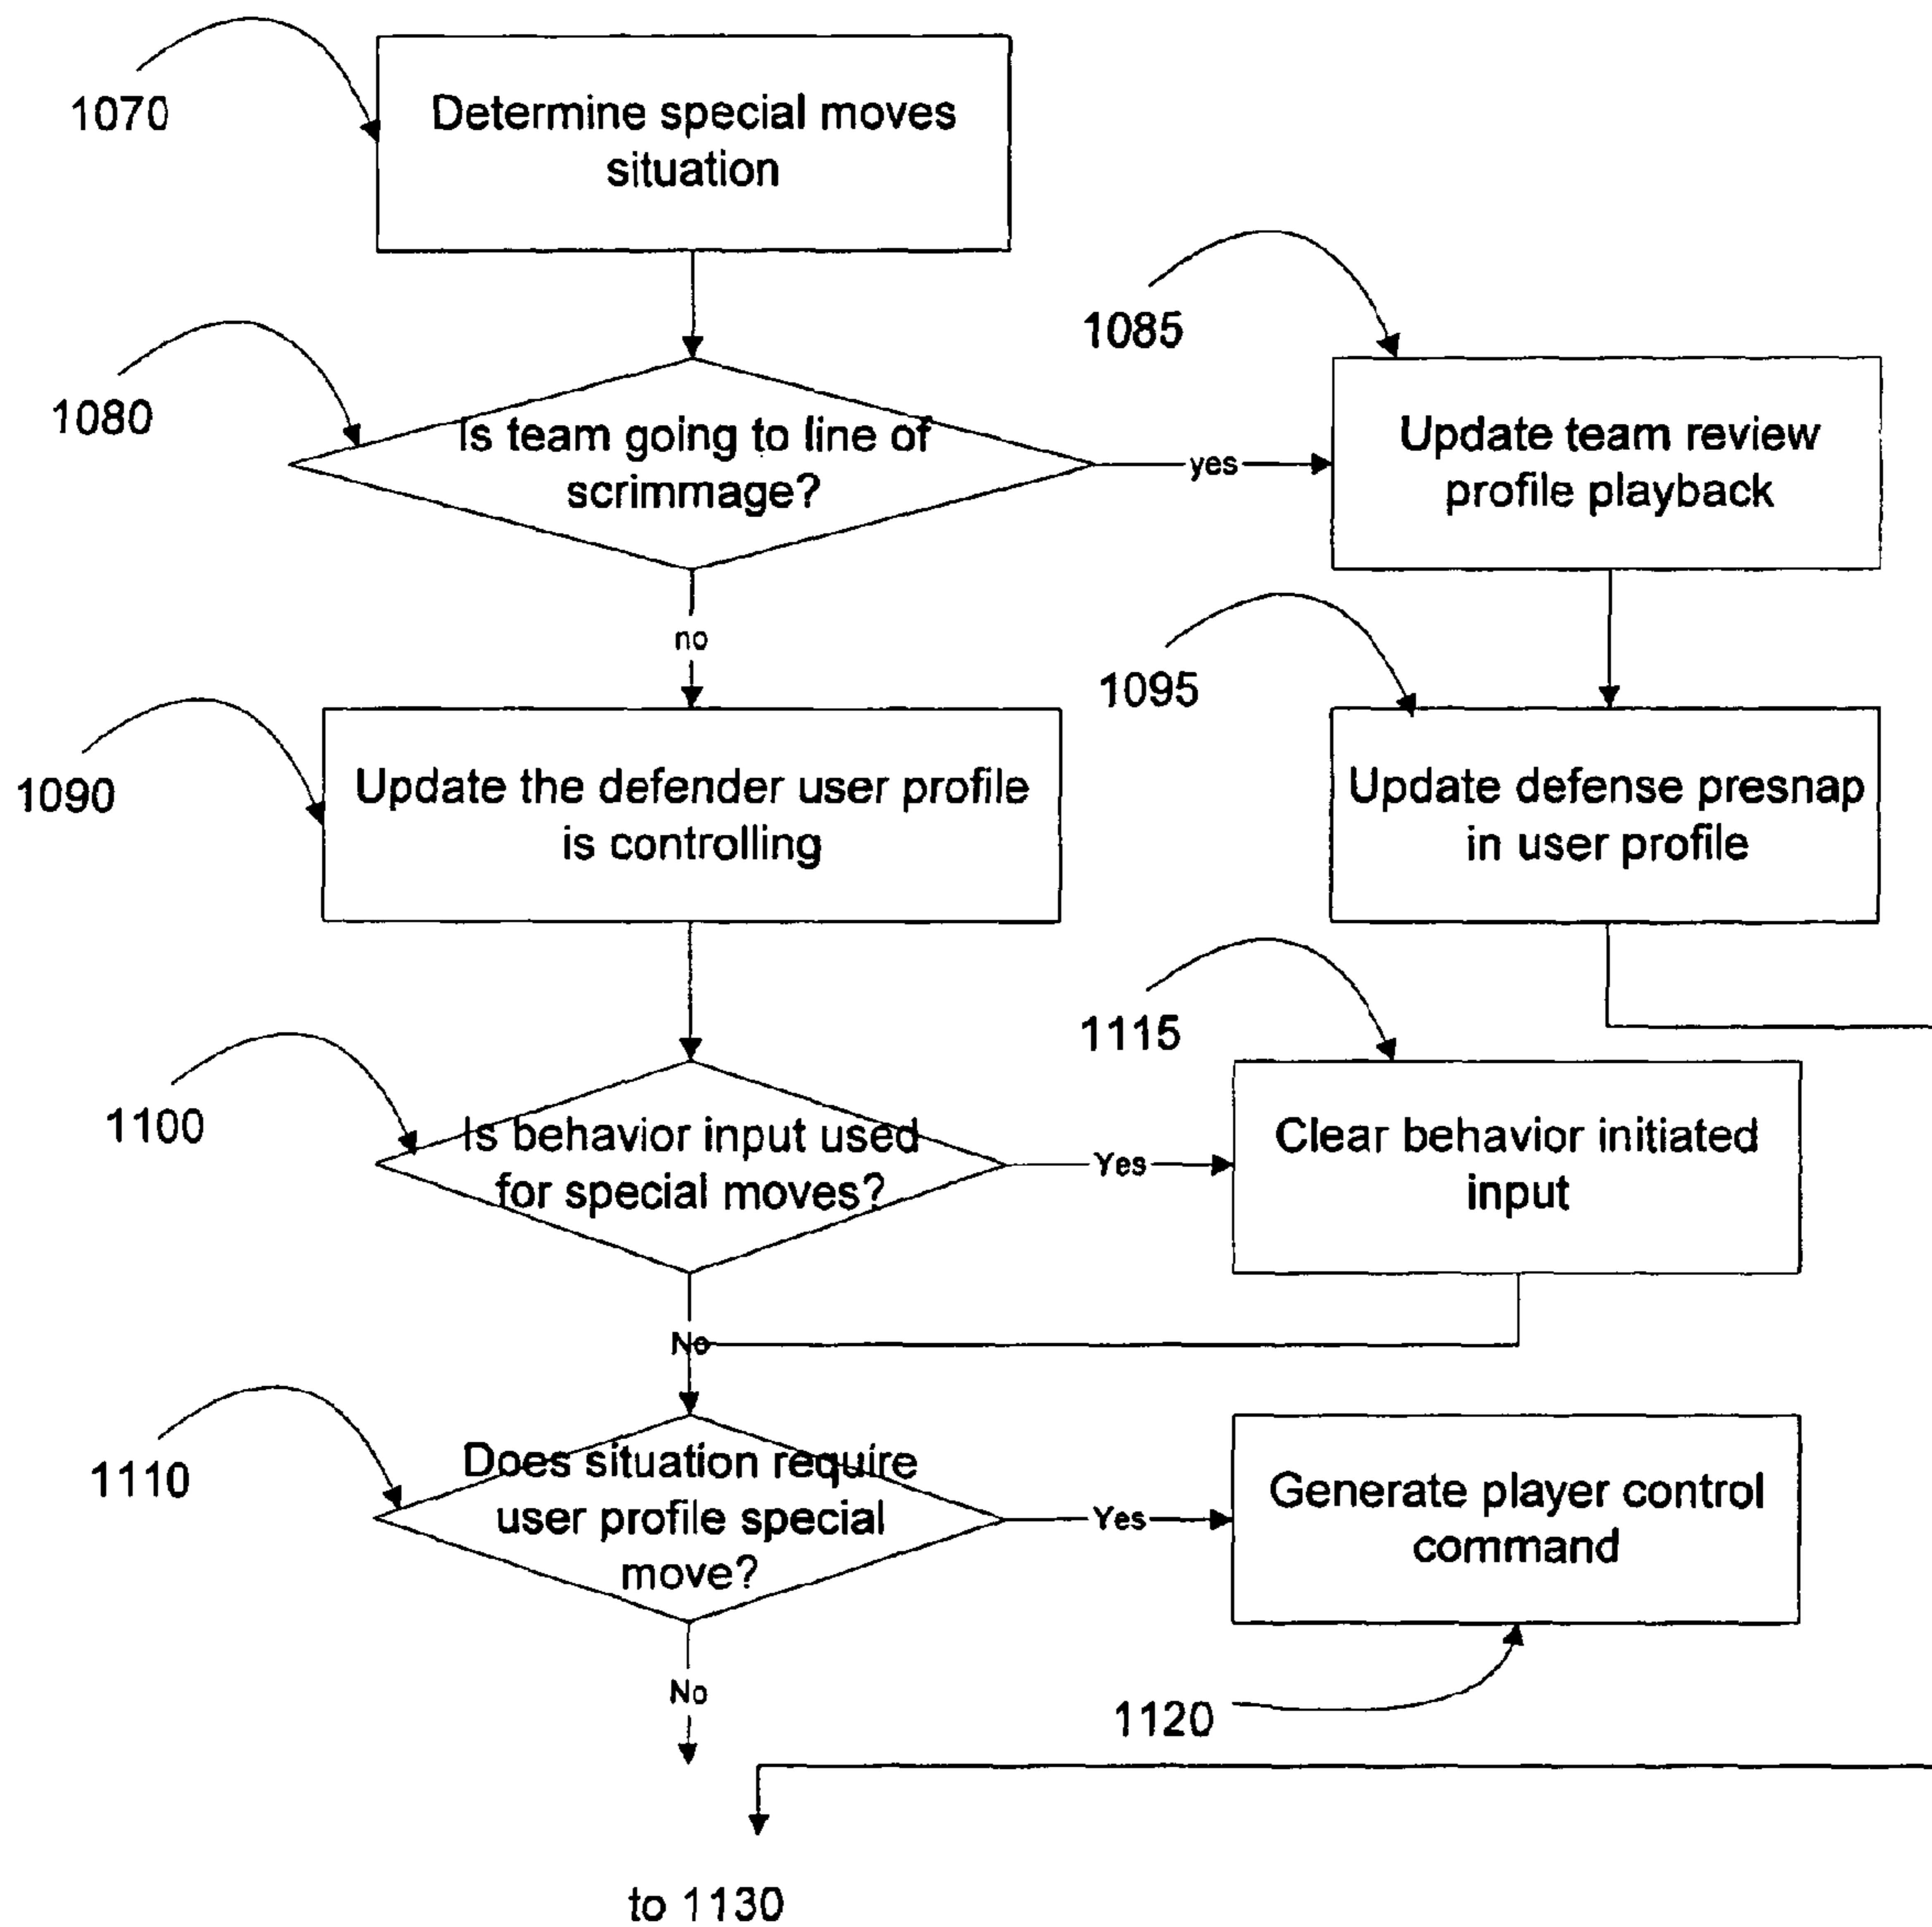 1070
Determine special moves
situation
1080
Is team going to line of
scrimmage?
yes
1085
Update team review
profile playback
no
1090
Update the defender user profile
is controlling
1095
Update defense presnap
in user profile
1100
Is behavior input used
for special moves?
Yes
1115
Clear behavior initiated
input
No
1110
Does situation require
user profile special
move?
Yes
Generate player control
command
1120
No
to 1130